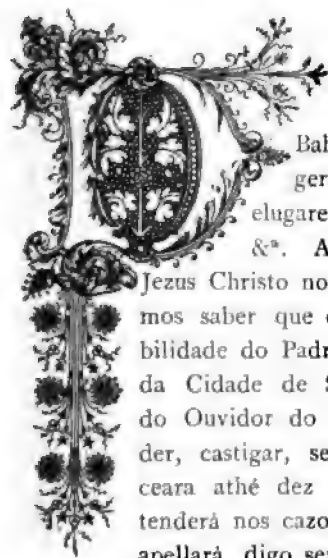 P
Bah
ger
elugare
&ª. A
Jezus Christo no
mos saber que
bilidade do Padr
da Cidade de S
do Ouvidor do
der, castigar, se
ceara athé dez
tenderá nos cazo
apellará, digo se